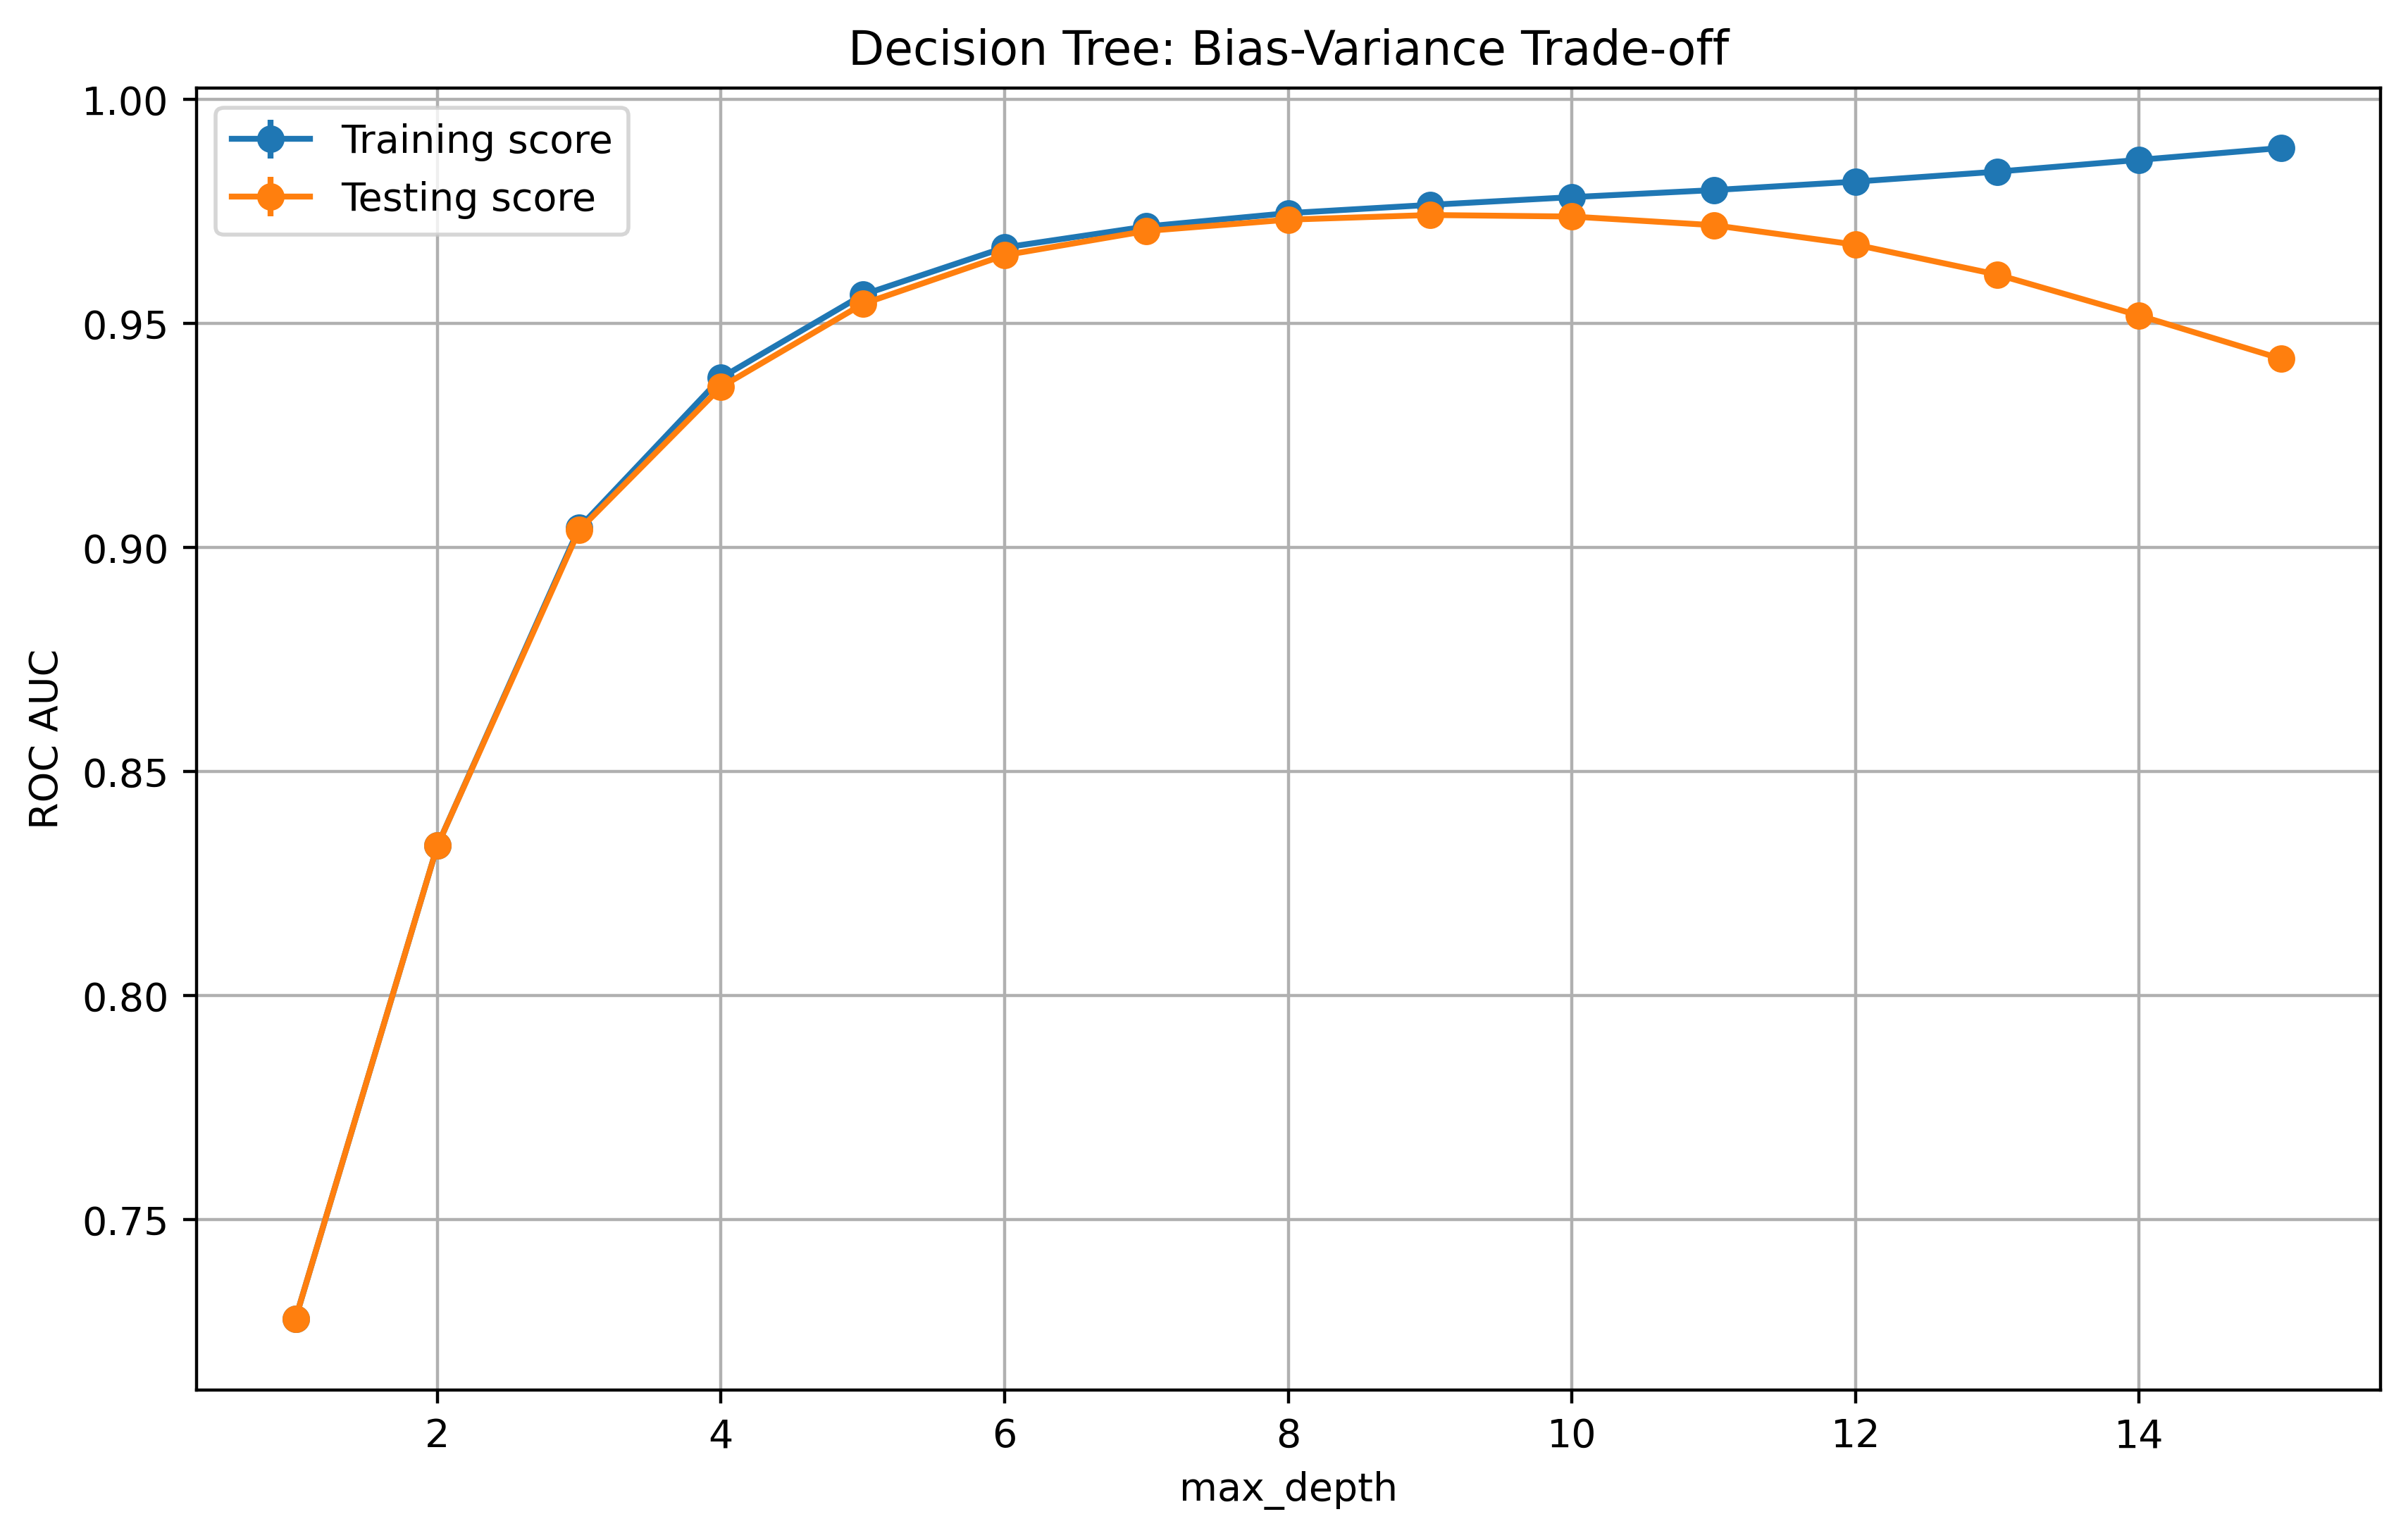 Decision Tree: Bias-Variance Trade-off
Training score
Testing score
1.00
0.95
0.90
0.85
0.80
0.75
ROC AUC
2 4 6 8 10 12 14
max_depth